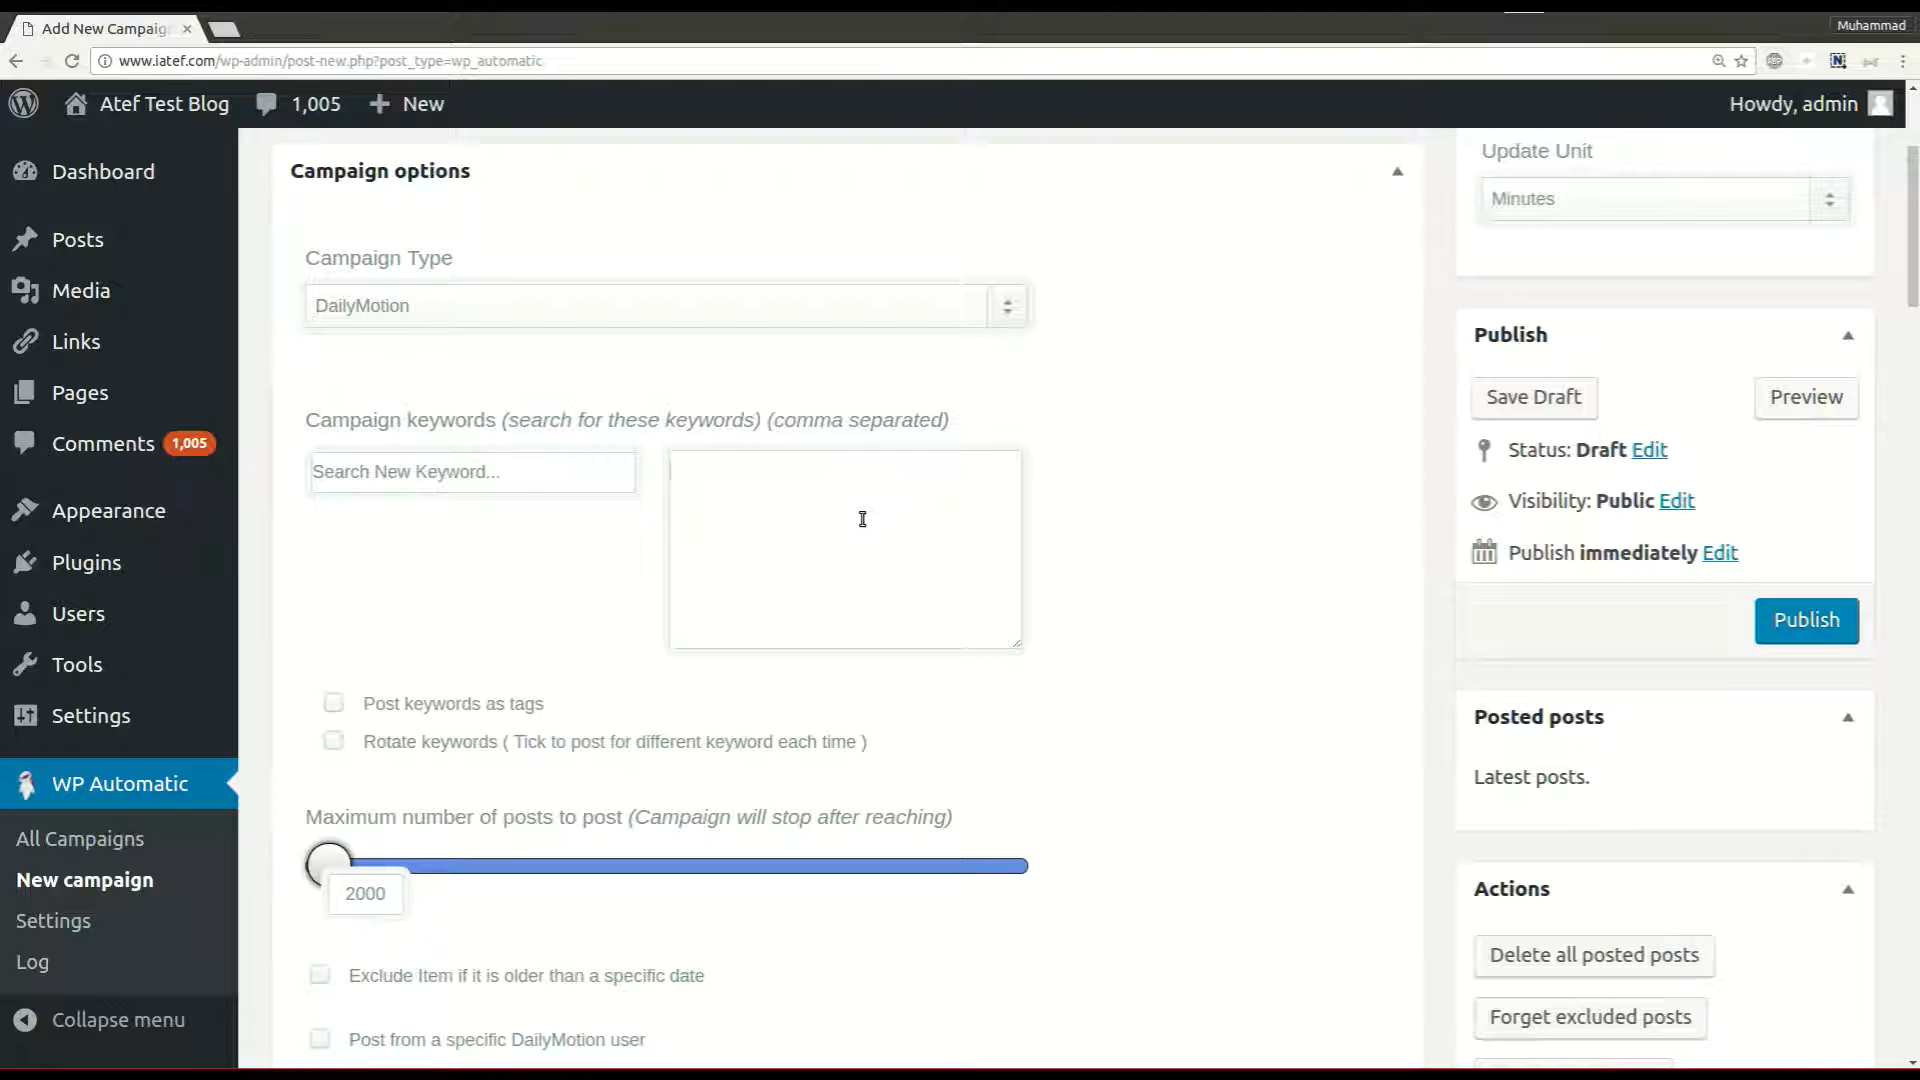 Add New Campaig
Muhammad
www.iatef.com/wp-admin/post-new.php?post_type=wp_automatic
Atef Test Blog
1,005
New
Howdy, admin
Dashboard
Posts
Media
Links
Pages
Comments 1,005
Appearance
Plugins
Users
Tools
Settings
WP Automatic
All Campaigns
New campaign
Settings
Log
Collapse menu
Campaign options
Campaign Type
DailyMotion
Campaign keywords (search for these keywords) (comma separated)
Search New Keyword...
Post keywords as tags
Rotate keywords ( Tick to post for different keyword each time )
Maximum number of posts to post (Campaign will stop after reaching)
2000
Exclude Item if it is older than a specific date
Post from a specific DailyMotion user
Update Unit
Minutes
Publish
Save Draft
Preview
Status: Draft Edit
Visibility: Public Edit
Publish immediately Edit
Publish
Posted posts
Latest posts.
Actions
Delete all posted posts
Forget excluded posts